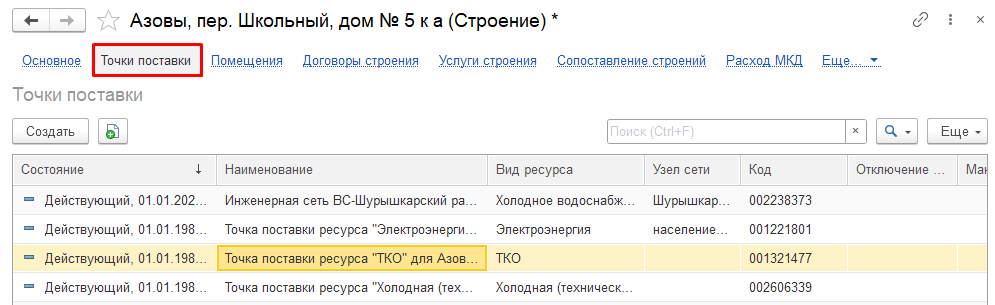 Азовы, пер. Школьный, дом № 5 к а (Строение) *
Основное Точки поставки Помещения Договоры строения Услуги строения Сопоставление строений Расход МКД Еще...
Точки поставки
Создать Поиск (Ctrl+F) × Еще
Состояние ↓ Наименование Вид ресурса Узел сети Код Отключение ... Мак
Действующий, 01.01.202... Инженерная сеть ВС-Шурышкарский ра... Холодное водоснабж... Шурышкар... 002238373
Действующий, 01.01.198... Точка поставки ресурса "Электроэнерги... Электроэнергия население... 001221801
Действующий, 01.01.198... Точка поставки ресурса "ТКО" для Азов... ТКО 001321477
Действующий, 01.01.198... Точка поставки ресурса "Холодная (тех... Холодная (техническ... 002606339